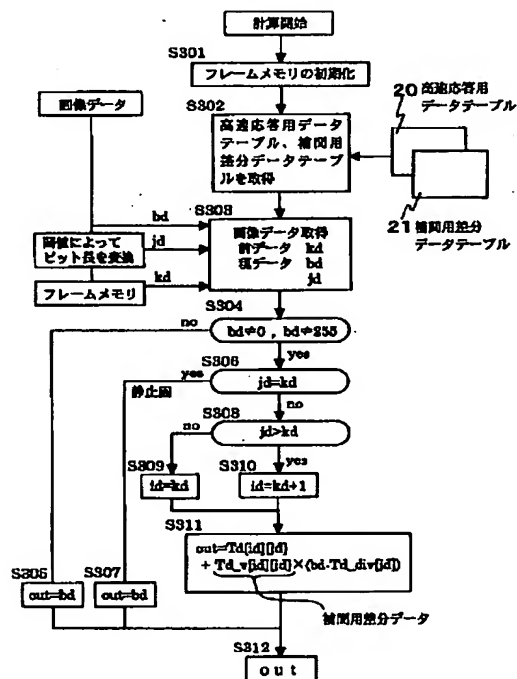 計算開始
S301
フレームメモリの初期化
画像データ
S302
高速応答用データ
テーブル、補間用
差分データテーブ
ルを取得
20 高速応答用
データテーブル
21 補間用差分
データテーブル
bd
S303
閾値によって
ビット長を変換
jd
画像データ取得
前データ kd
現データ bd
jd
フレームメモリ
kd
S304
no
bd≠0 , bd≠255
yes
S306
yes
静止画
jd=kd
no
S308
no
jd>kd
yes
S309
id=kd
S310
id=kd+1
S311
out=Td[id][jd]
+ Td_v[id][jd]×(bd-Td_div[jd])
補間用差分データ
S305
out=bd
S307
out=bd
S312
out